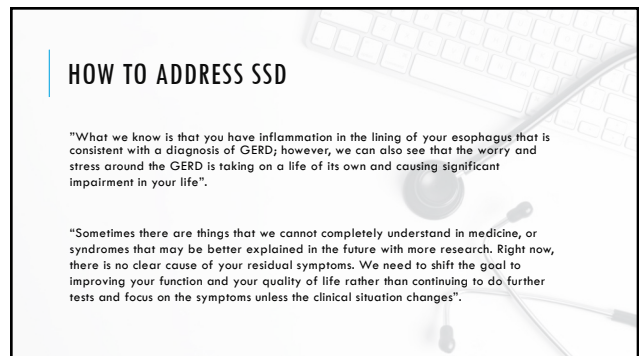 HOW TO ADDRESS SSD
”What we know is that you have inflammation in the lining of your esophagus that is
consistent with a diagnosis of GERD; however, we can also see that the worry and
stress around the GERD is taking on a life of its own and causing significant
impairment in your life”.
“Sometimes there are things that we cannot completely understand in medicine, or
syndromes that may be better explained in the future with more research. Right now,
there is no clear cause of your residual symptoms. We need to shift the goal to
improving your function and your quality of life rather than continuing to do further
tests and focus on the symptoms unless the clinical situation changes”.